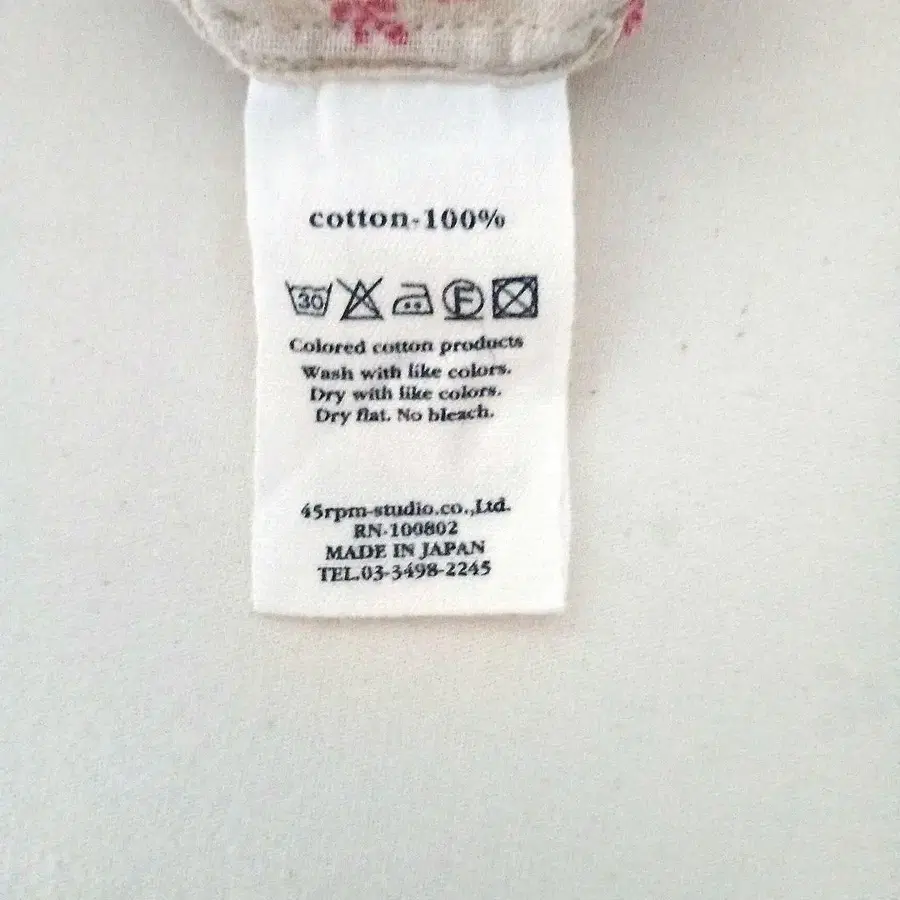 cotton-100%
30 F
Colored cotton products
Wash with like colors.
Dry with like colors.
Dry flat. No bleach.
45rpm-studio.co.,Ltd.
RN-100802
MADE IN JAPAN
TEL.03-3498-2245